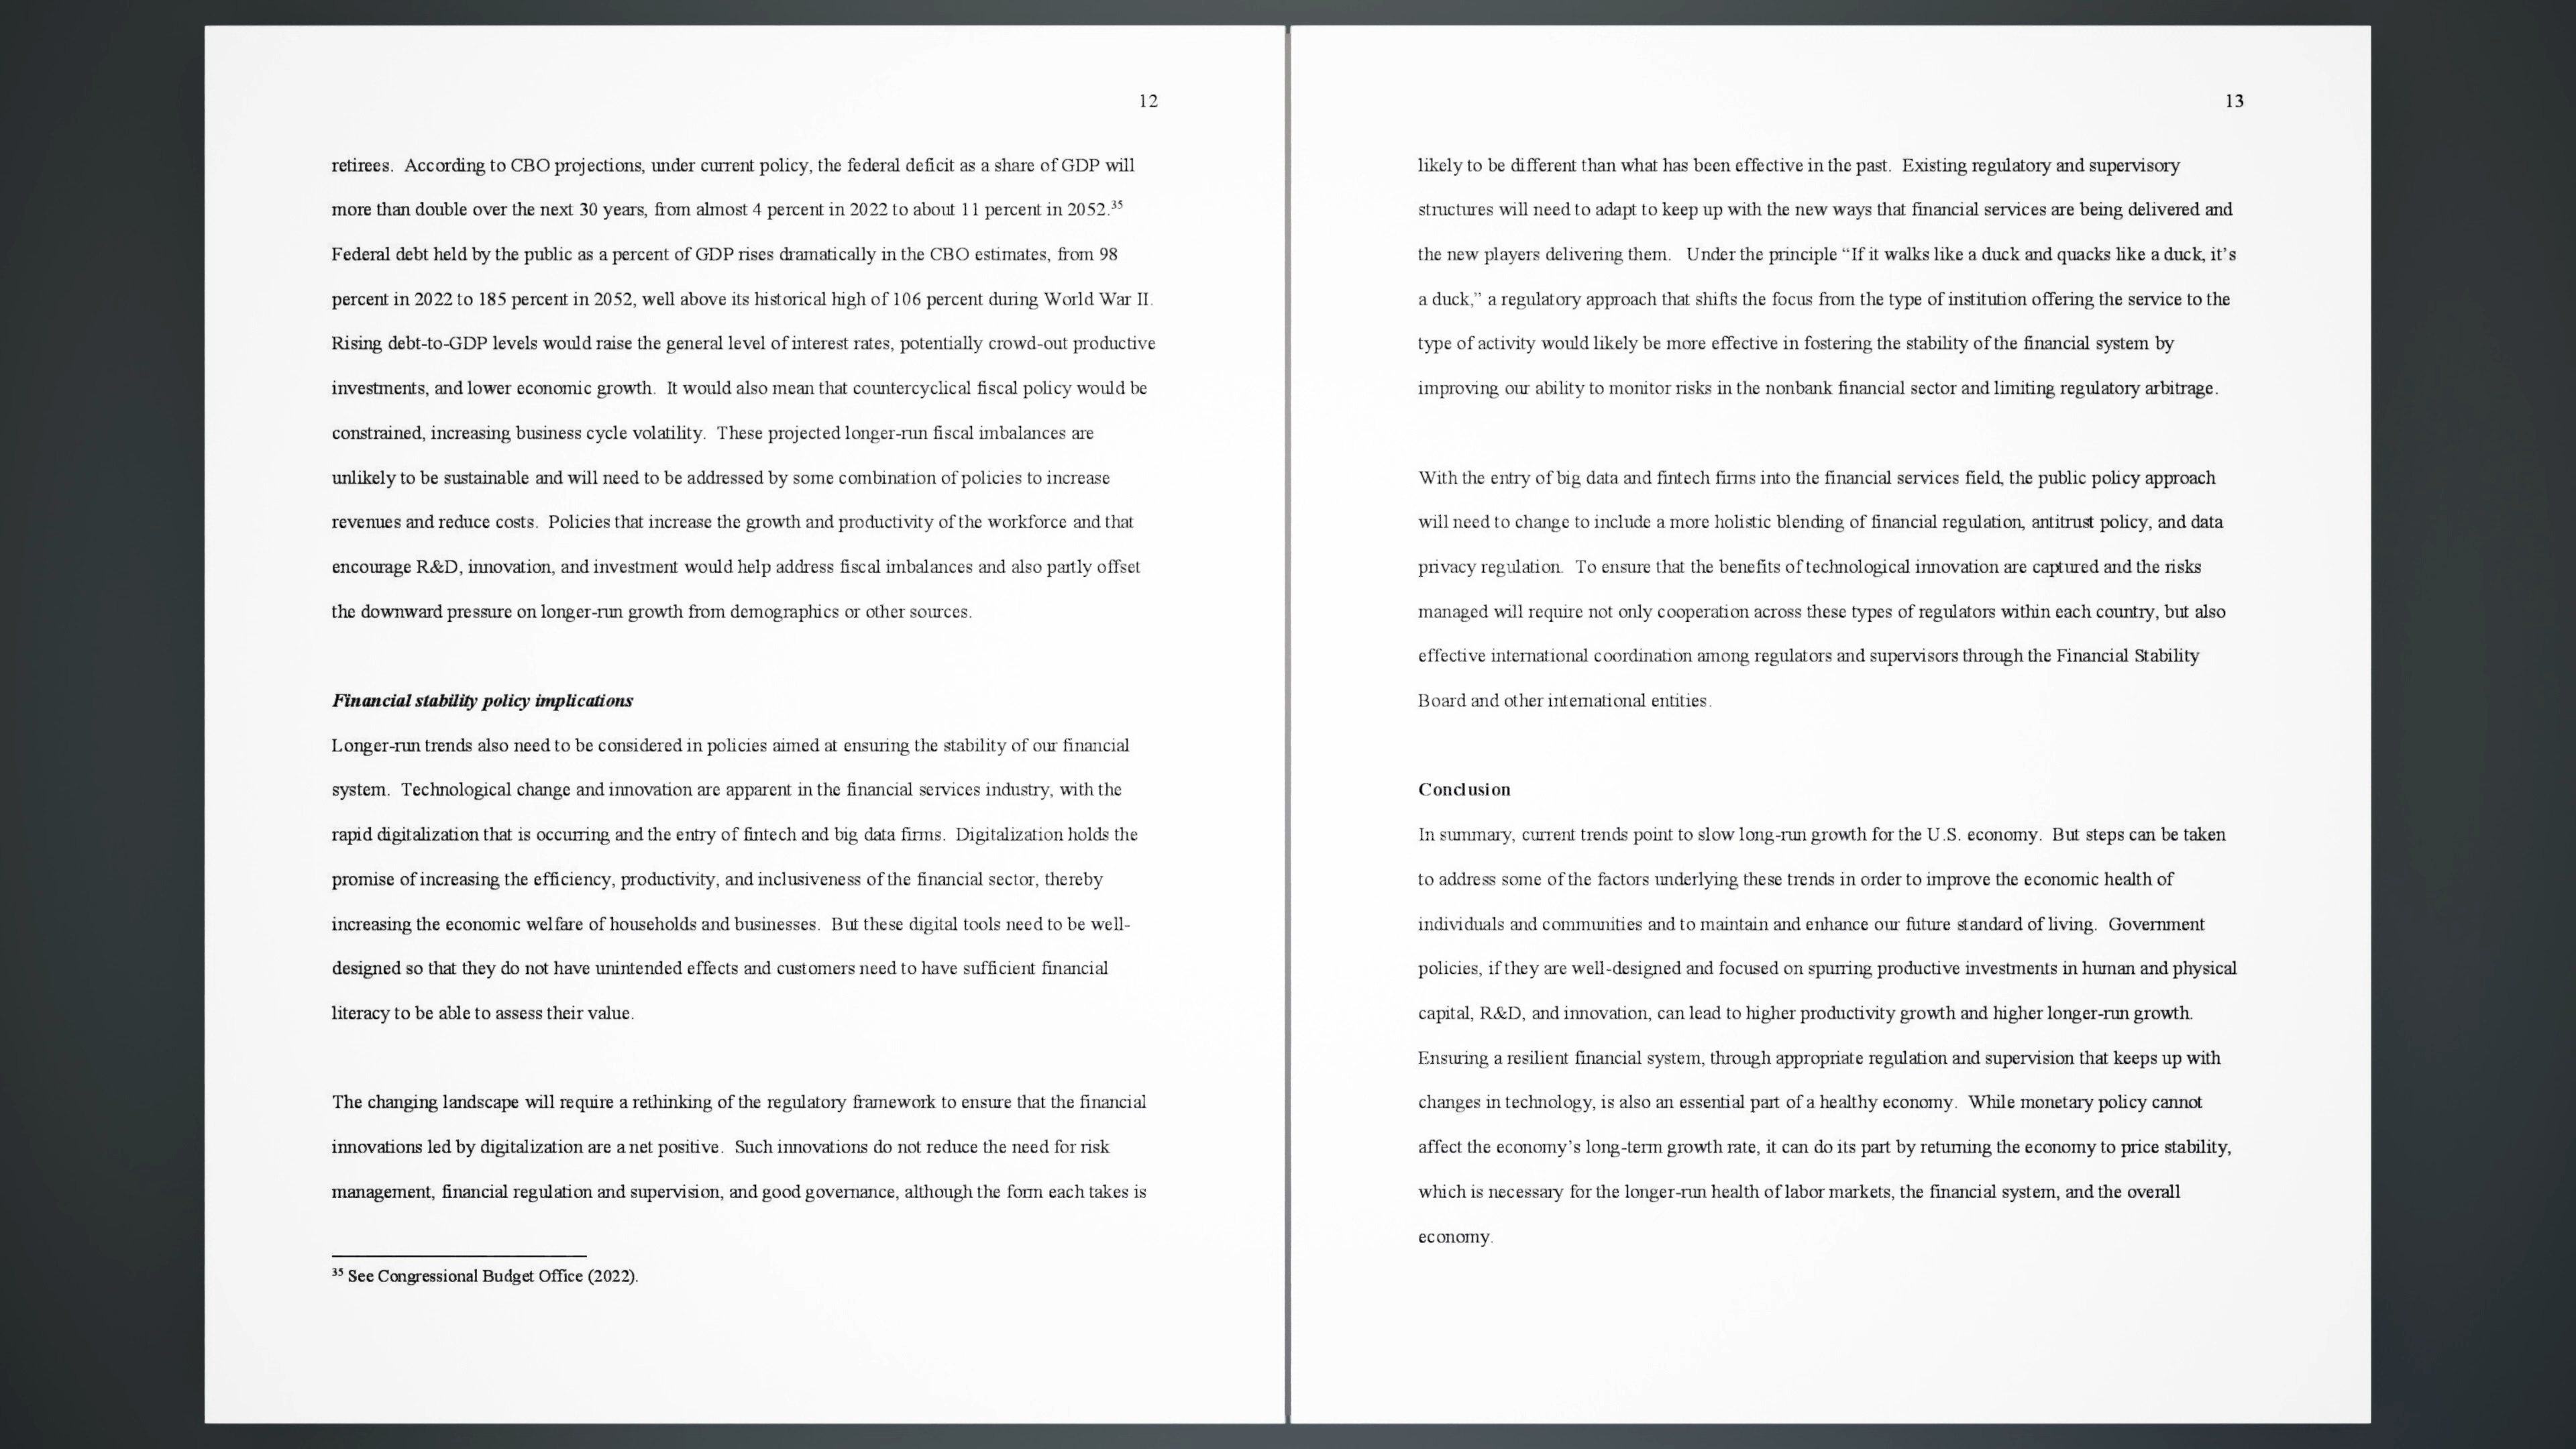 12
retirees.  According to CBO projections, under current policy, the federal deficit as a share of GDP will
more than double over the next 30 years, from almost 4 percent in 2022 to about 11 percent in 2052.³⁵
Federal debt held by the public as a percent of GDP rises dramatically in the CBO estimates, from 98
percent in 2022 to 185 percent in 2052, well above its historical high of 106 percent during World War II.
Rising debt-to-GDP levels would raise the general level of interest rates, potentially crowd-out productive
investments, and lower economic growth.  It would also mean that countercyclical fiscal policy would be
constrained, increasing business cycle volatility.  These projected longer-run fiscal imbalances are
unlikely to be sustainable and will need to be addressed by some combination of policies to increase
revenues and reduce costs.  Policies that increase the growth and productivity of the workforce and that
encourage R&D, innovation, and investment would help address fiscal imbalances and also partly offset
the downward pressure on longer-run growth from demographics or other sources.
Financial stability policy implications
Longer-run trends also need to be considered in policies aimed at ensuring the stability of our financial
system.  Technological change and innovation are apparent in the financial services industry, with the
rapid digitalization that is occurring and the entry of fintech and big data firms.  Digitalization holds the
promise of increasing the efficiency, productivity, and inclusiveness of the financial sector, thereby
increasing the economic welfare of households and businesses.  But these digital tools need to be well-
designed so that they do not have unintended effects and customers need to have sufficient financial
literacy to be able to assess their value.
The changing landscape will require a rethinking of the regulatory framework to ensure that the financial
innovations led by digitalization are a net positive.  Such innovations do not reduce the need for risk
management, financial regulation and supervision, and good governance, although the form each takes is
³⁵ See Congressional Budget Office (2022).
13
likely to be different than what has been effective in the past.  Existing regulatory and supervisory
structures will need to adapt to keep up with the new ways that financial services are being delivered and
the new players delivering them.   Under the principle “If it walks like a duck and quacks like a duck, it’s
a duck,” a regulatory approach that shifts the focus from the type of institution offering the service to the
type of activity would likely be more effective in fostering the stability of the financial system by
improving our ability to monitor risks in the nonbank financial sector and limiting regulatory arbitrage.
With the entry of big data and fintech firms into the financial services field, the public policy approach
will need to change to include a more holistic blending of financial regulation, antitrust policy, and data
privacy regulation.  To ensure that the benefits of technological innovation are captured and the risks
managed will require not only cooperation across these types of regulators within each country, but also
effective international coordination among regulators and supervisors through the Financial Stability
Board and other international entities.
Conclusion
In summary, current trends point to slow long-run growth for the U.S. economy.  But steps can be taken
to address some of the factors underlying these trends in order to improve the economic health of
individuals and communities and to maintain and enhance our future standard of living.  Government
policies, if they are well-designed and focused on spurring productive investments in human and physical
capital, R&D, and innovation, can lead to higher productivity growth and higher longer-run growth.
Ensuring a resilient financial system, through appropriate regulation and supervision that keeps up with
changes in technology, is also an essential part of a healthy economy.  While monetary policy cannot
affect the economy’s long-term growth rate, it can do its part by returning the economy to price stability,
which is necessary for the longer-run health of labor markets, the financial system, and the overall
economy.